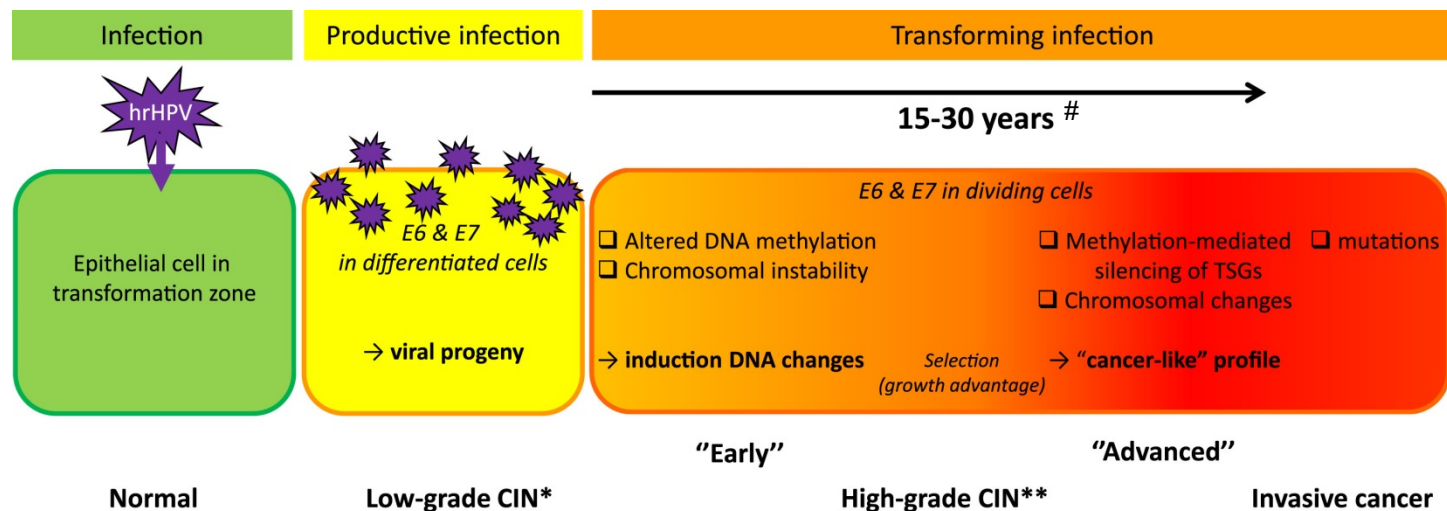 Infection
Productive infection
Transforming infection
hrHPV
15-30 years #
Epithelial cell in
transformation zone
E6 & E7
in differentiated cells
→ viral progeny
E6 & E7 in dividing cells
❑ Altered DNA methylation
❑ Chromosomal instability
→ induction DNA changes
Selection
(growth advantage)
❑ Methylation-mediated
silencing of TSGs
❑ Chromosomal changes
❑ mutations
→ “cancer-like” profile
‘’Early’’
‘’Advanced’’
Normal
Low-grade CIN*
High-grade CIN**
Invasive cancer